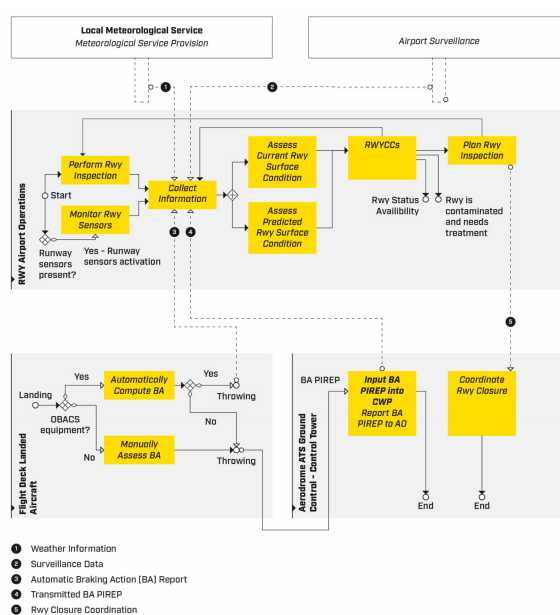 Local Meteorological Service
Meteorological Service Provision
Airport Surveillance
1
2
RWY Airport Operations
Perform Rwy
Inspection
Start
Monitor Rwy
Sensors
Runway
sensors
present?
Yes - Runway
sensors activation
Collect
Information
Assess
Current Rwy
Surface
Condition
Assess
Predicted
Rwy Surface
Condition
RWYCCs
Plan Rwy
Inspection
Rwy Status
Availibility
Rwy is
contaminated
and needs
treatment
3
4
5
Flight Deck Landed
Aircraft
Landing
OBACS
equipment?
Yes
No
Automatically
Compute BA
Manually
Assess BA
Yes
No
Throwing
Throwing
Aerodrome ATS Ground
Control - Control Tower
BA PIREP
Input BA
PIREP into
CWP
Report BA
PIREP to AO
Coordinate
Rwy Closure
End
End
1 Weather Information
2 Surveillance Data
3 Automatic Braking Action (BA) Report
4 Transmitted BA PIREP
5 Rwy Closure Coordination